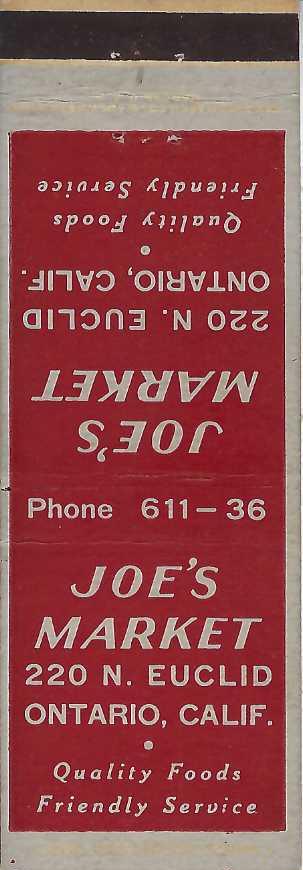 Friendly Service
Quality Foods
•
ONTARIO, CALIF.
220 N. EUCLID
MARKET
JOE'S
Phone 611-36
JOE'S
MARKET
220 N. EUCLID
ONTARIO, CALIF.
•
Quality Foods
Friendly Service